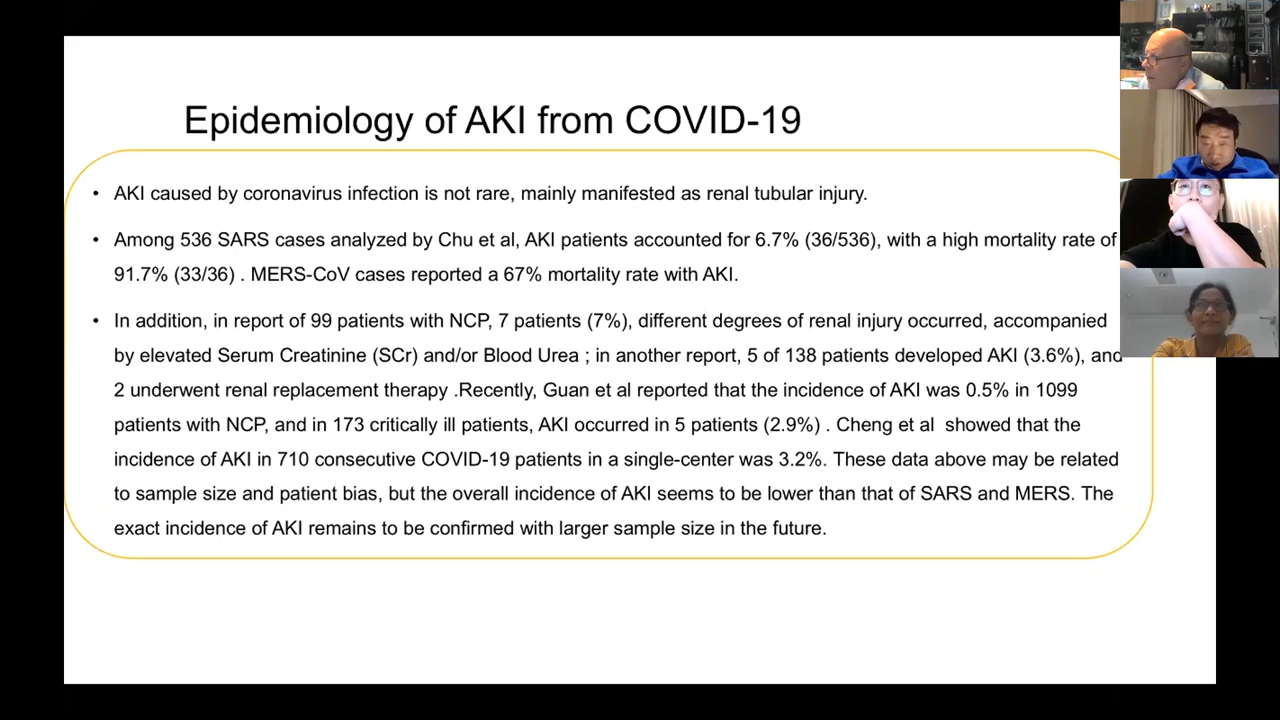 Epidemiology of AKI from COVID-19
• AKI caused by coronavirus infection is not rare, mainly manifested as renal tubular injury.
• Among 536 SARS cases analyzed by Chu et al, AKI patients accounted for 6.7% (36/536), with a high mortality rate of
91.7% (33/36) . MERS-CoV cases reported a 67% mortality rate with AKI.
• In addition, in report of 99 patients with NCP, 7 patients (7%), different degrees of renal injury occurred, accompanied
by elevated Serum Creatinine (SCr) and/or Blood Urea ; in another report, 5 of 138 patients developed AKI (3.6%), and
2 underwent renal replacement therapy .Recently, Guan et al reported that the incidence of AKI was 0.5% in 1099
patients with NCP, and in 173 critically ill patients, AKI occurred in 5 patients (2.9%) . Cheng et al  showed that the
incidence of AKI in 710 consecutive COVID-19 patients in a single-center was 3.2%. These data above may be related
to sample size and patient bias, but the overall incidence of AKI seems to be lower than that of SARS and MERS. The
exact incidence of AKI remains to be confirmed with larger sample size in the future.